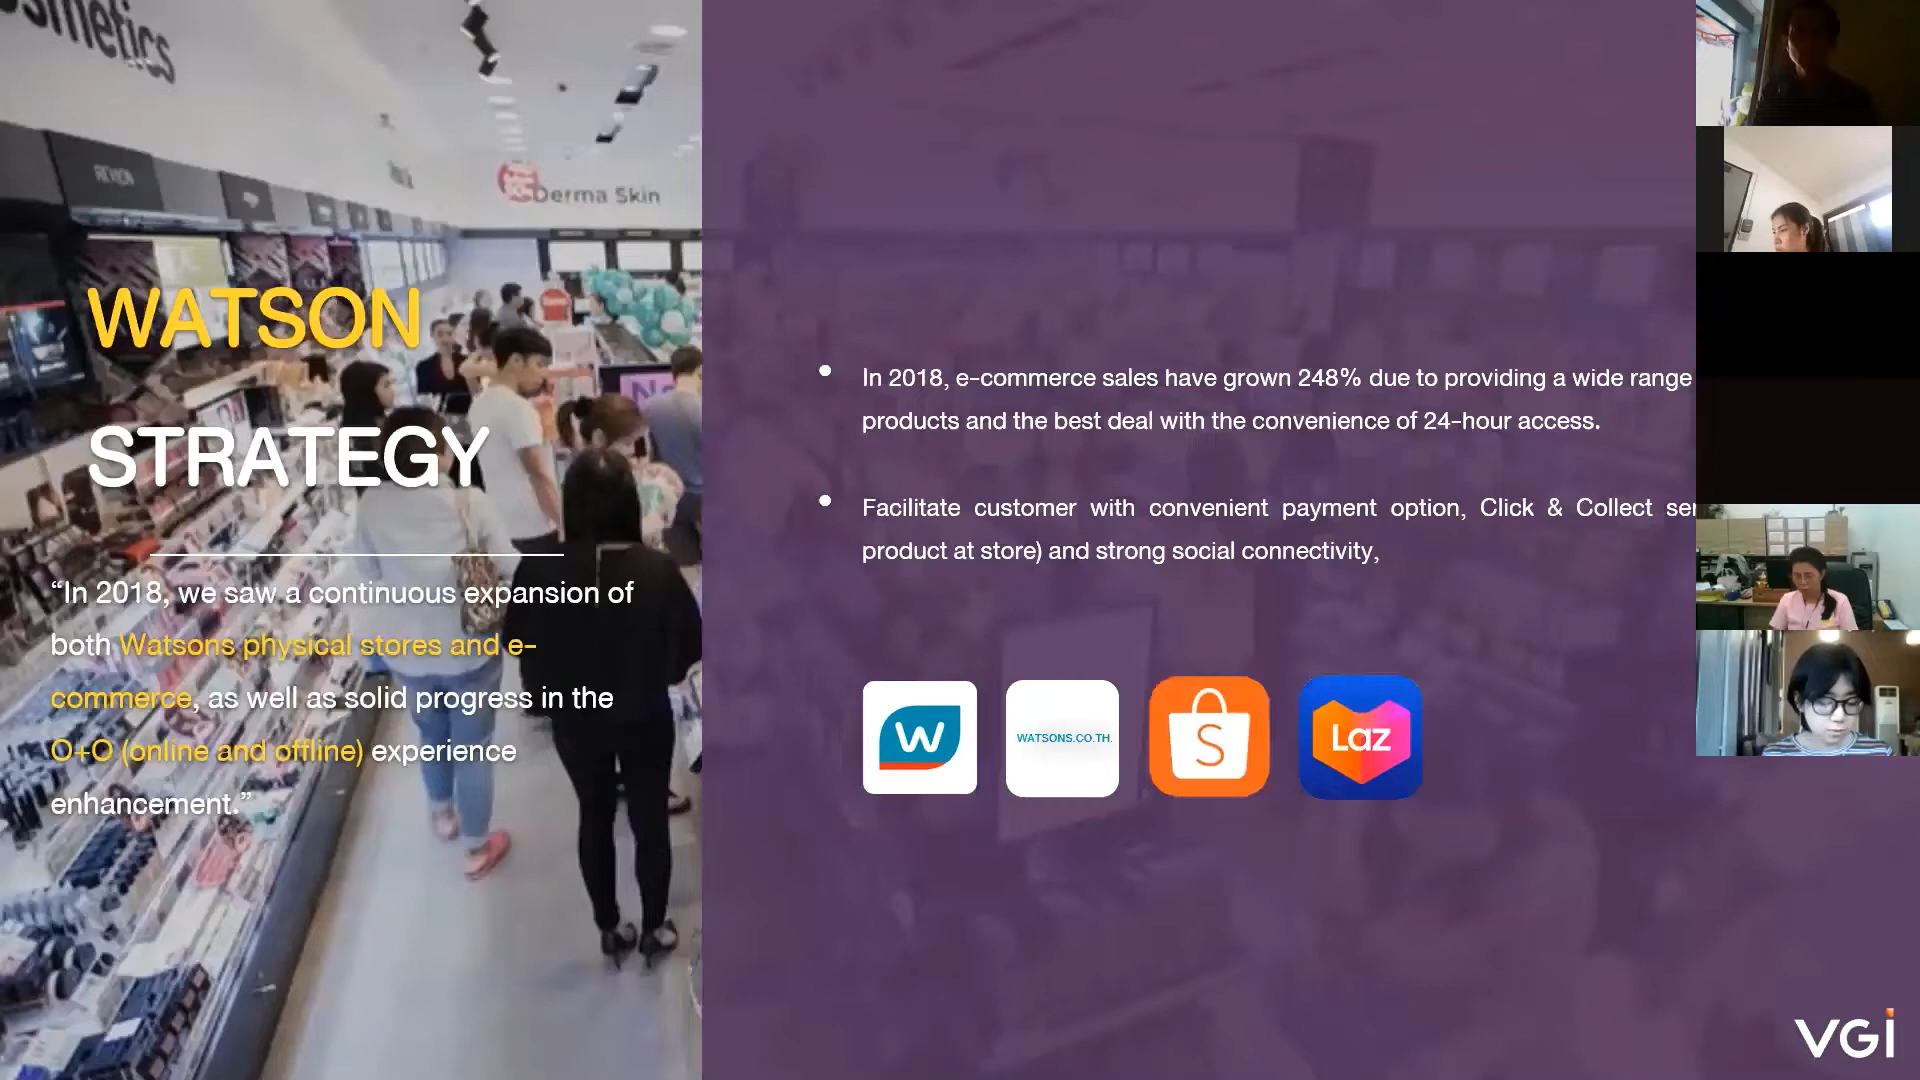 smetics
REVLON
Derma Skin
WATSON
STRATEGY
“In 2018, we saw a continuous expansion of
both Watsons physical stores and e-
commerce, as well as solid progress in the
O+O (online and offline) experience
enhancement.”
In 2018, e-commerce sales have grown 248% due to providing a wide range
products and the best deal with the convenience of 24-hour access.
Facilitate customer with convenient payment option, Click & Collect ser
product at store) and strong social connectivity,
W
WATSONS.CO.TH.
S
Laz
VGI